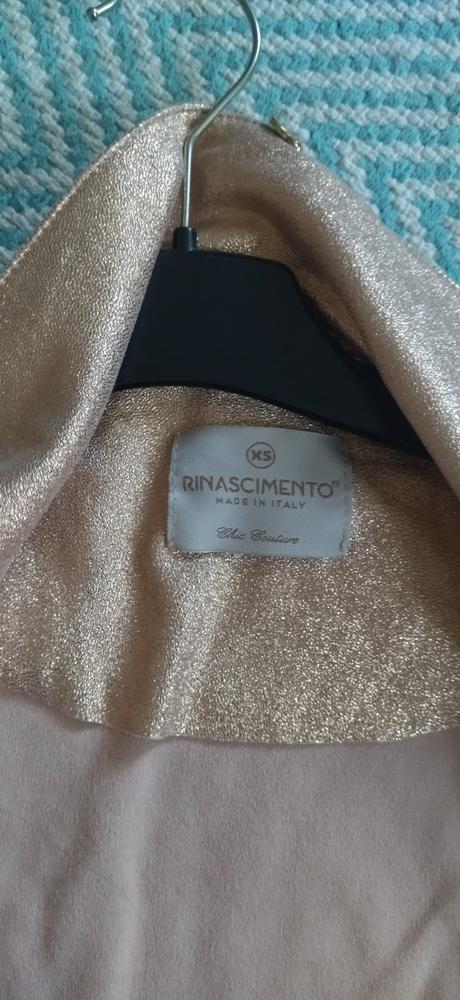 XS
RINASCIMENTO®
MADE IN ITALY
Chic Couture